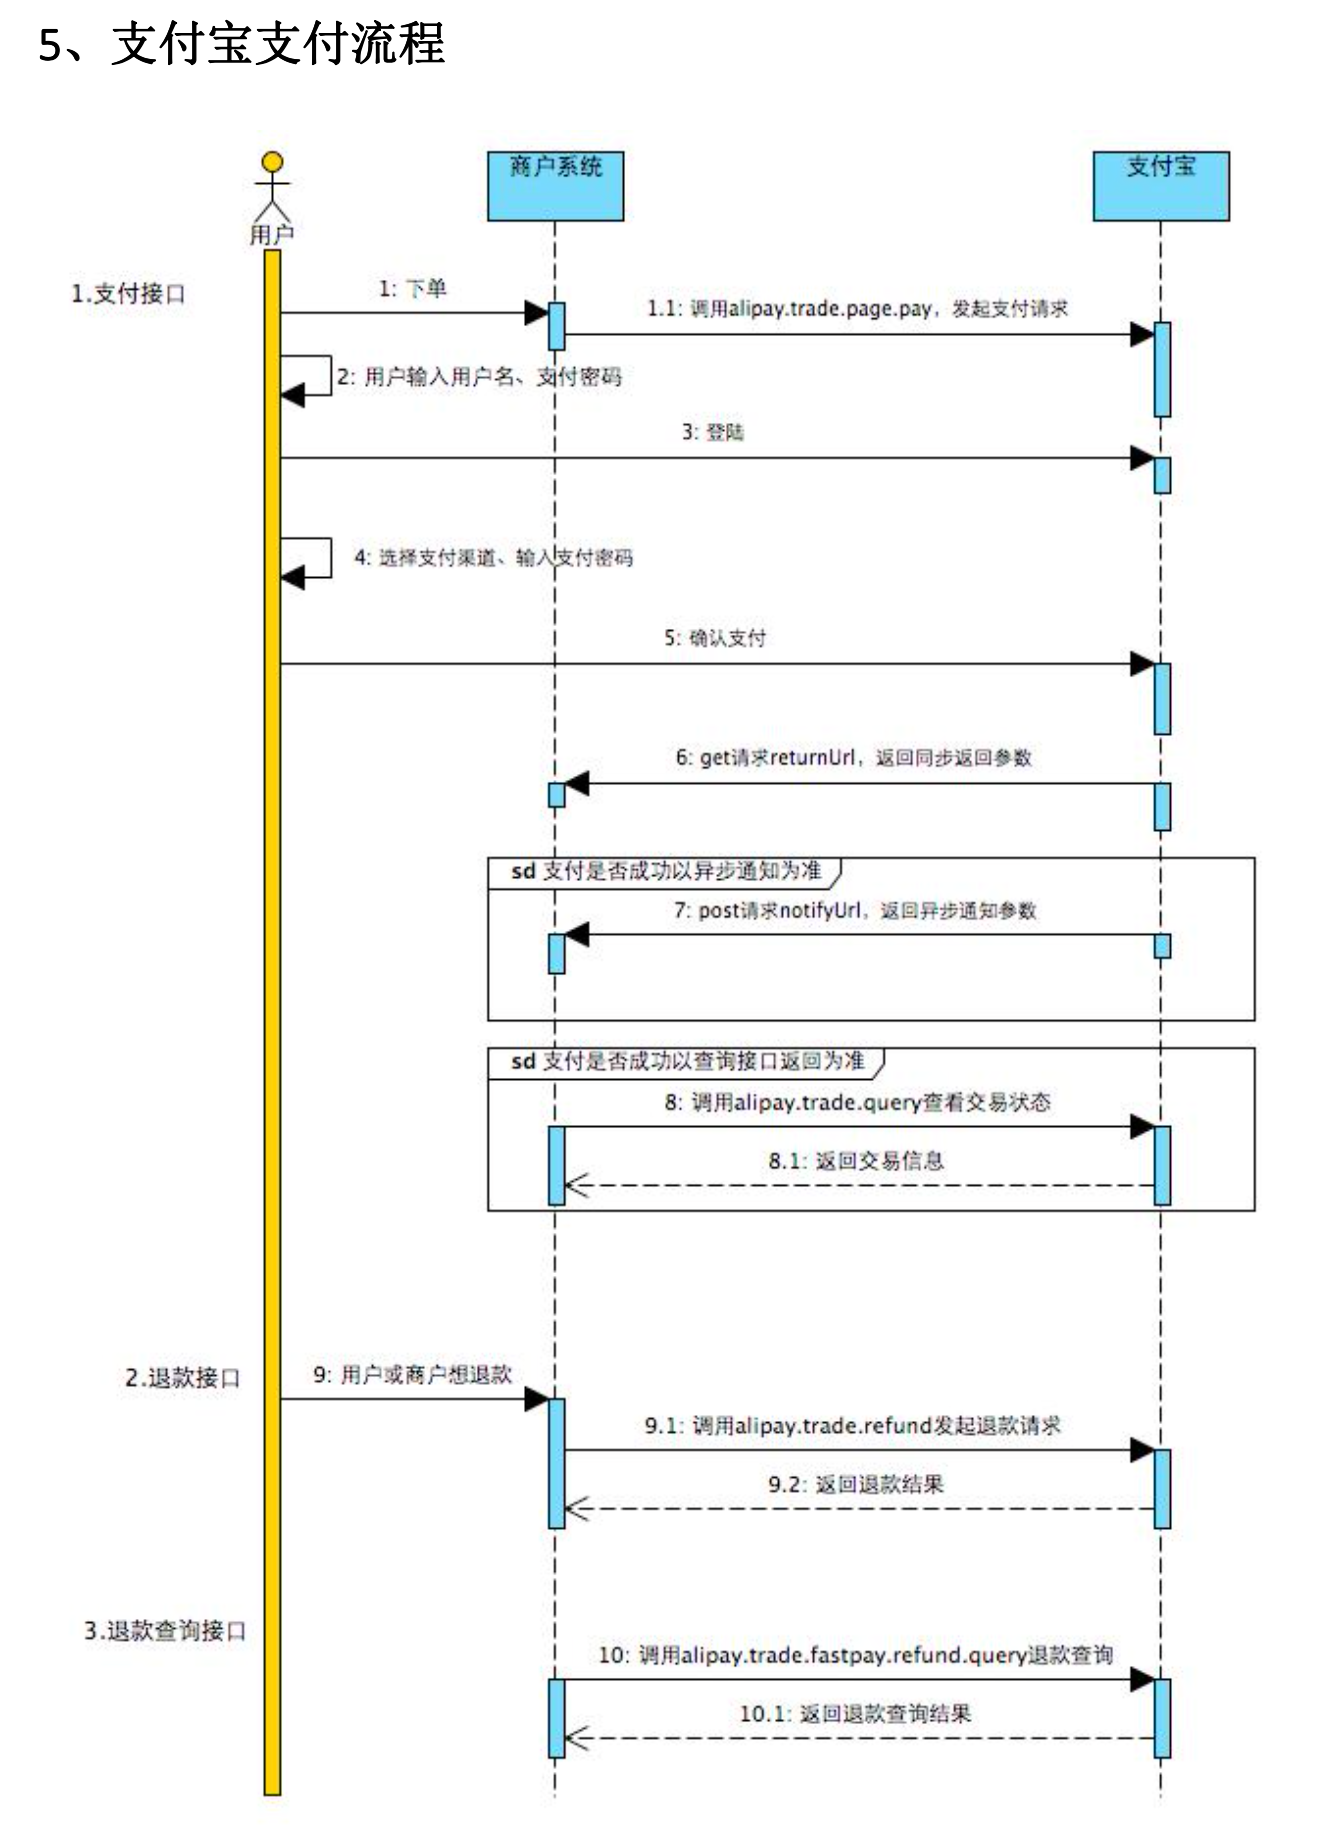 5、支付宝支付流程
商户系统
支付宝
用户
1.支付接口
1: 下单
1.1: 调用alipay.trade.page.pay，发起支付请求
2: 用户输入用户名、支付密码
3: 登陆
4: 选择支付渠道、输入支付密码
5: 确认支付
6: get请求returnUrl，返回同步返回参数
sd 支付是否成功以异步通知为准
7: post请求notifyUrl，返回异步通知参数
sd 支付是否成功以查询接口返回为准
8: 调用alipay.trade.query查看交易状态
8.1: 返回交易信息
2.退款接口
9: 用户或商户想退款
9.1: 调用alipay.trade.refund发起退款请求
9.2: 返回退款结果
3.退款查询接口
10: 调用alipay.trade.fastpay.refund.query退款查询
10.1: 返回退款查询结果